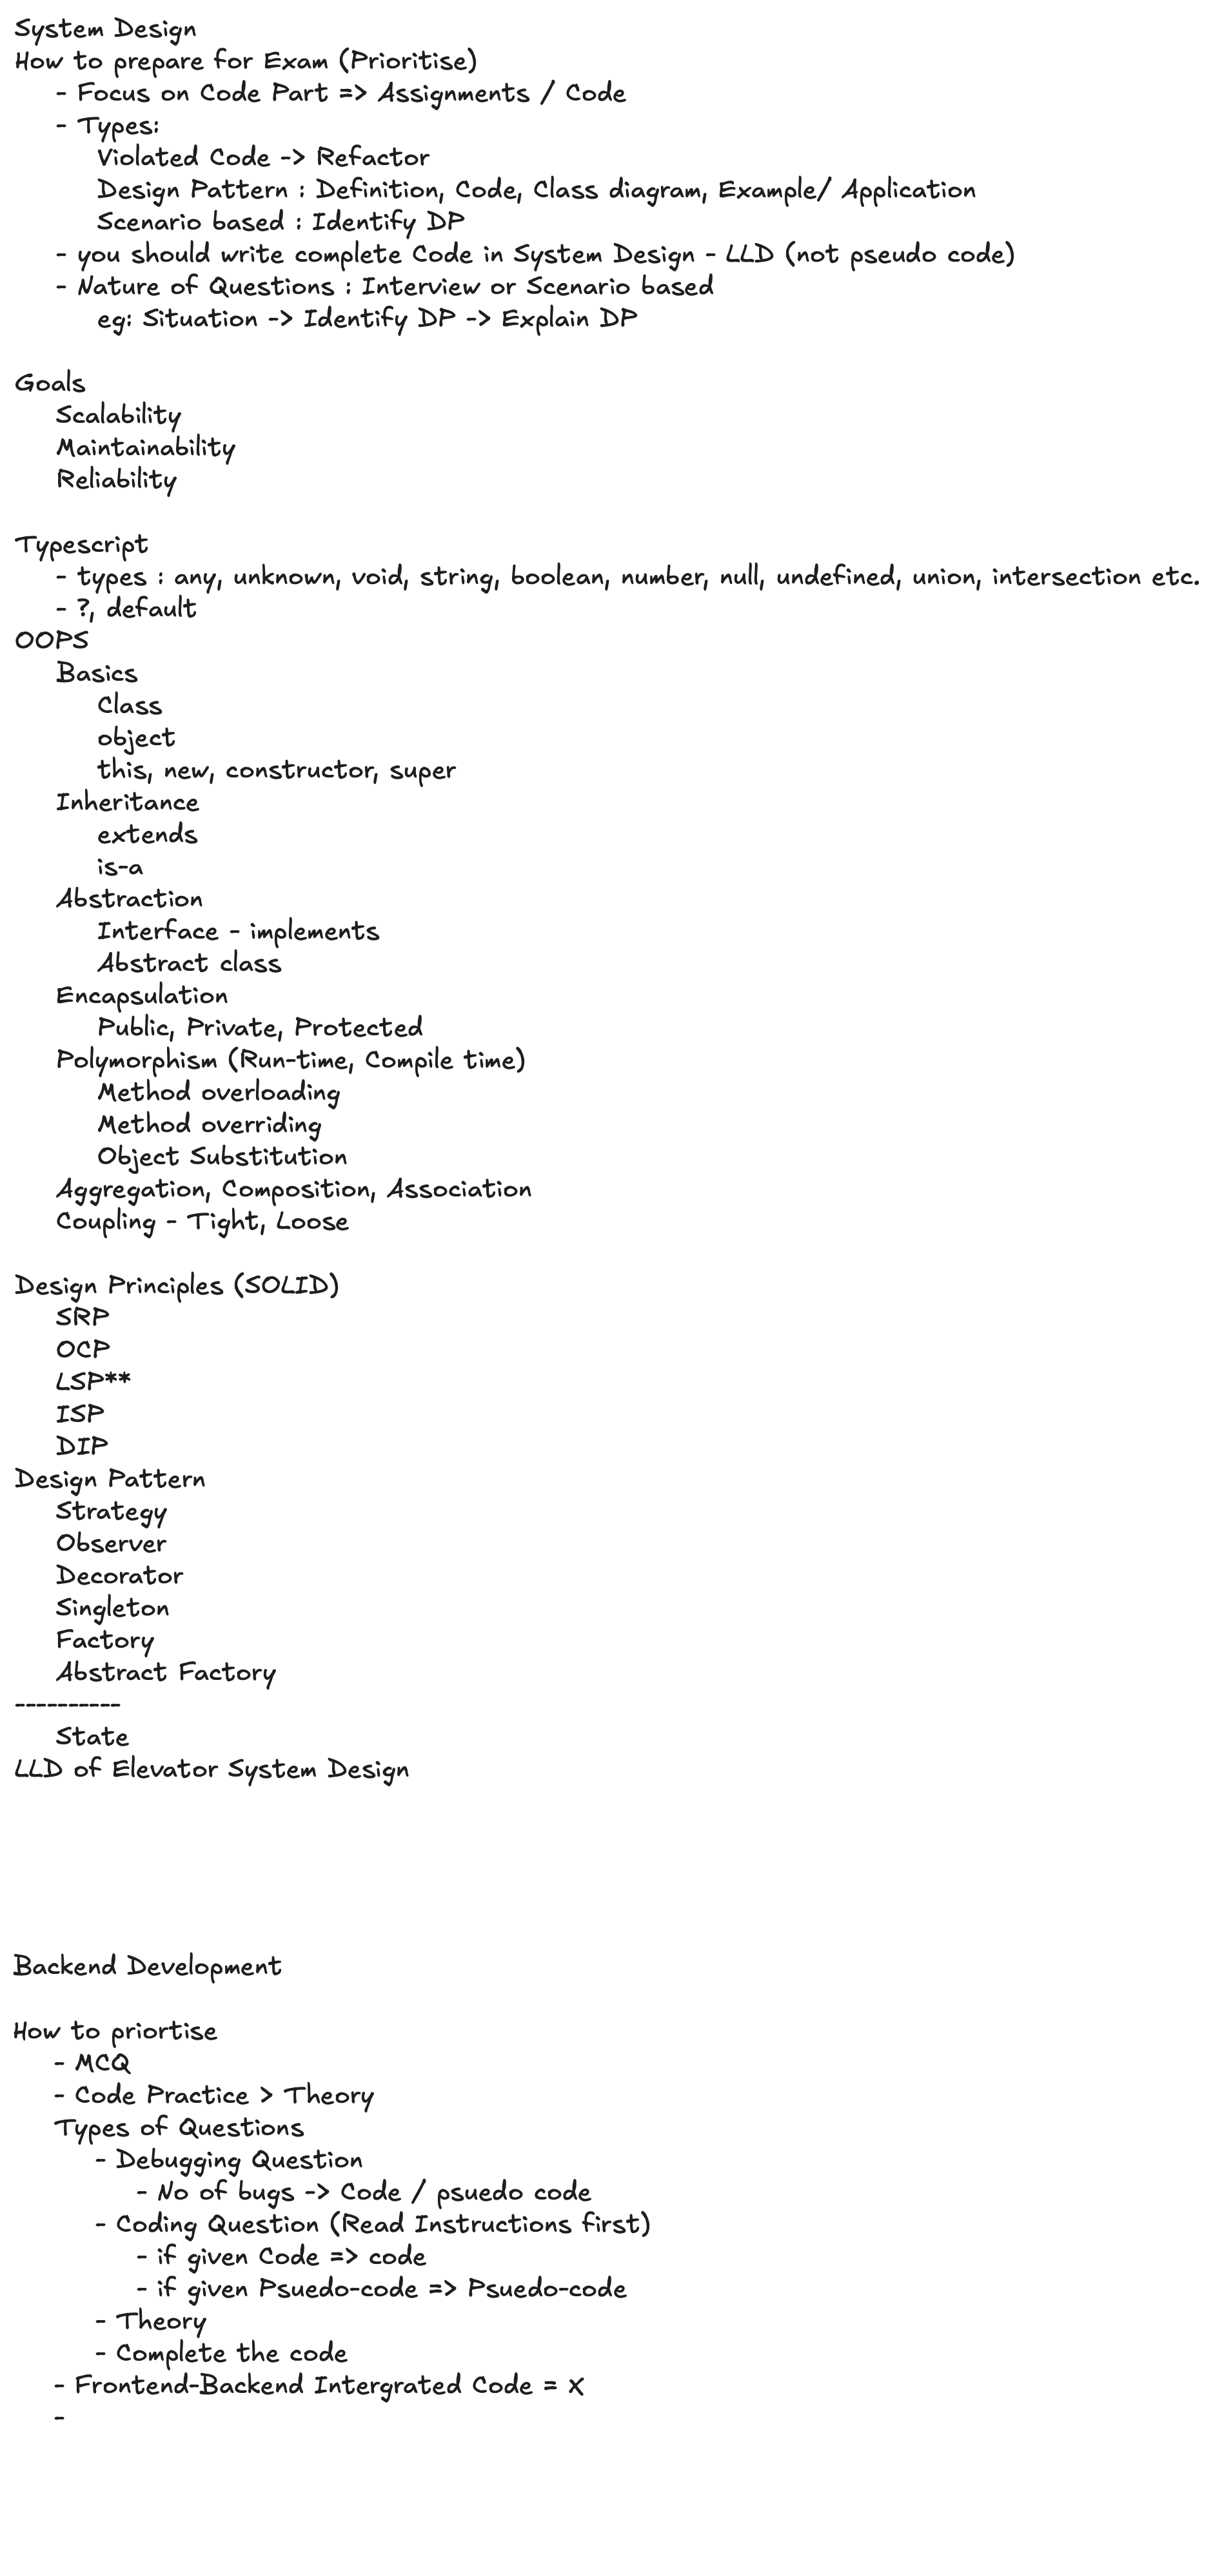 System Design
How to prepare for Exam (Prioritise)
- Focus on Code Part => Assignments / Code
- Types:
Violated Code -> Refactor
Design Pattern : Definition, Code, Class diagram, Example/ Application
Scenario based : Identify DP
- you should write complete Code in System Design - LLD (not pseudo code)
- Nature of Questions : Interview or Scenario based
eg: Situation -> Identify DP -> Explain DP
Goals
Scalability
Maintainability
Reliability
Typescript
- types : any, unknown, void, string, boolean, number, null, undefined, union, intersection etc.
- ?, default
OOPS
Basics
Class
object
this, new, constructor, super
Inheritance
extends
is-a
Abstraction
Interface - implements
Abstract class
Encapsulation
Public, Private, Protected
Polymorphism (Run-time, Compile time)
Method overloading
Method overriding
Object Substitution
Aggregation, Composition, Association
Coupling - Tight, Loose
Design Principles (SOLID)
SRP
OCP
LSP**
ISP
DIP
Design Pattern
Strategy
Observer
Decorator
Singleton
Factory
Abstract Factory
----------
State
LLD of Elevator System Design
Backend Development
How to priortise
- MCQ
- Code Practice > Theory
Types of Questions
- Debugging Question
- No of bugs -> Code / psuedo code
- Coding Question (Read Instructions first)
- if given Code => code
- if given Psuedo-code => Psuedo-code
- Theory
- Complete the code
- Frontend-Backend Intergrated Code = x
-